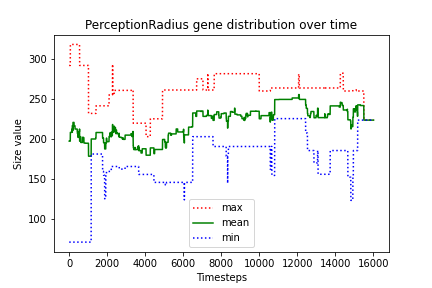 PerceptionRadius gene distribution over time
Size value
300
250
200
150
100
max
mean
min
0
2000
4000
6000
8000
10000
12000
14000
16000
Timesteps